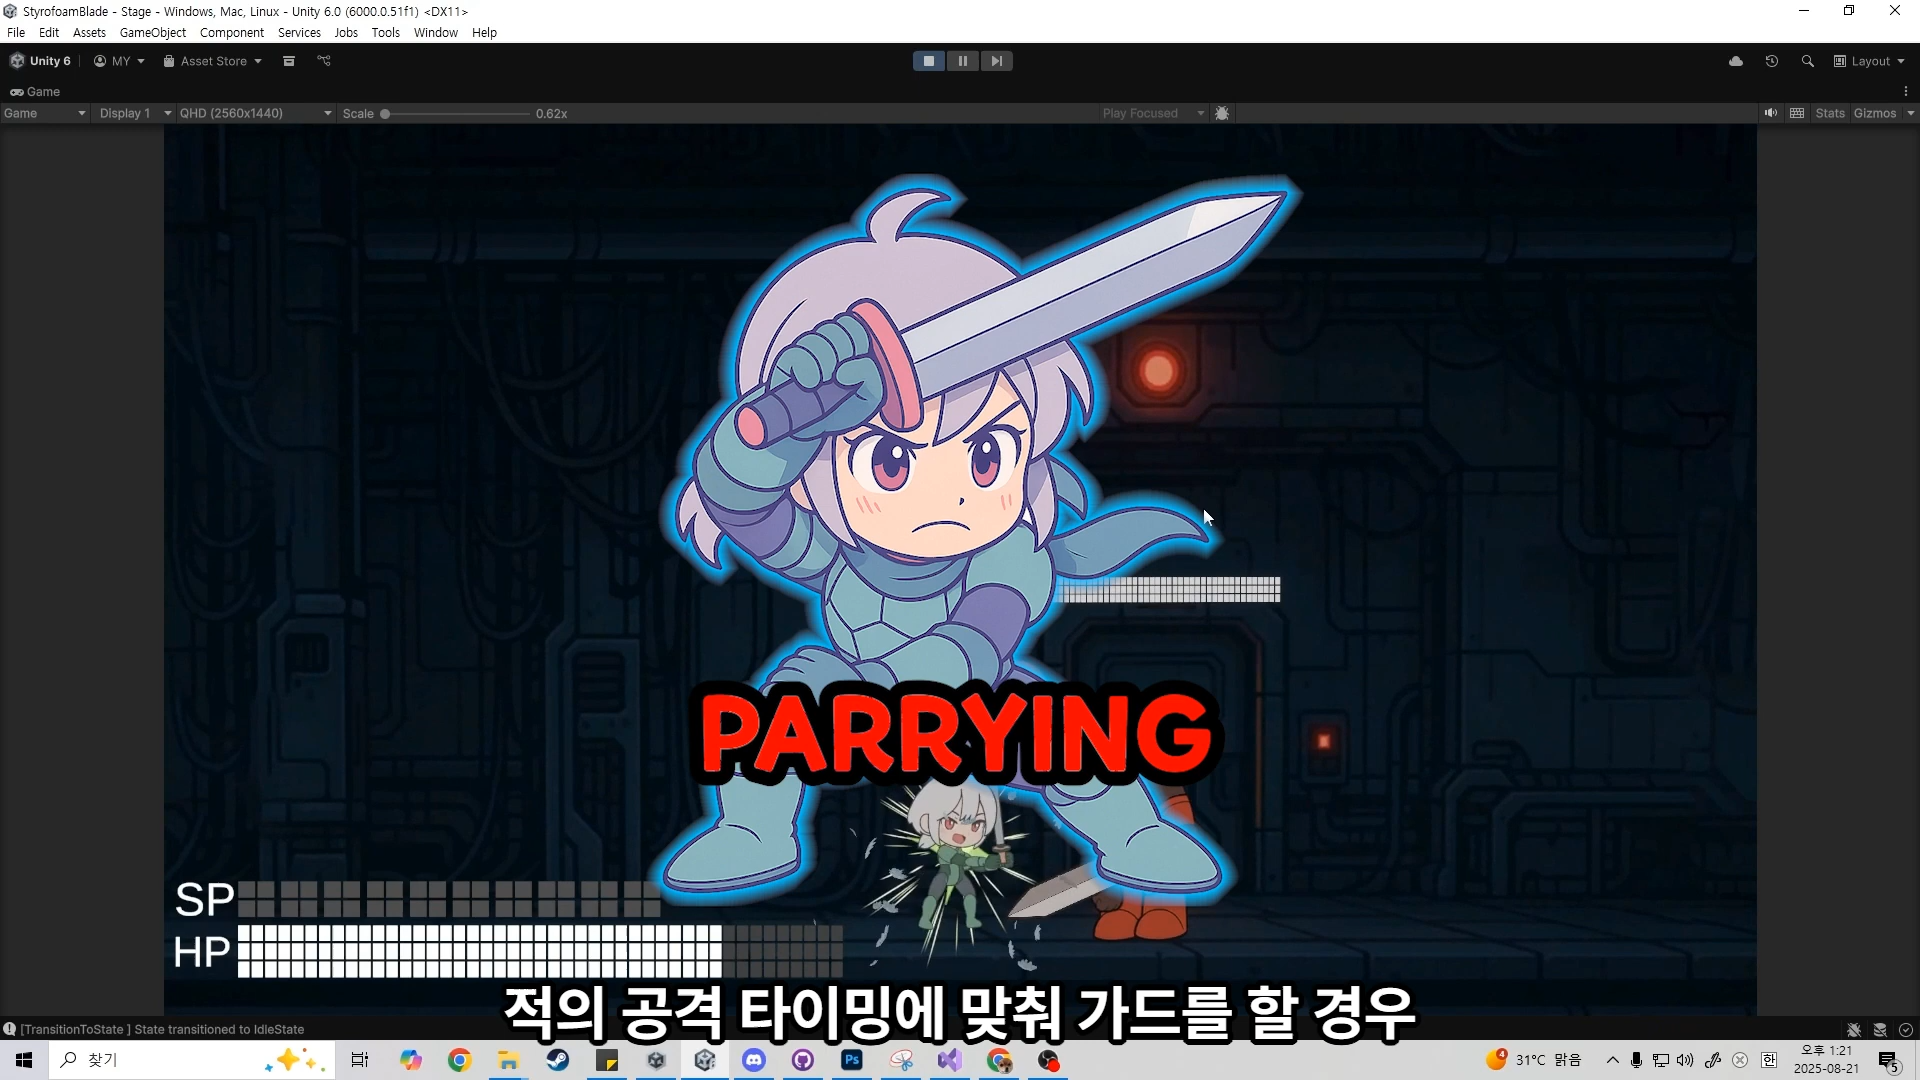 StyrofoamBlade - Stage - Windows, Mac, Linux - Unity 6.0 (6000.0.51f1) <DX11>
File Edit Assets GameObject Component Services Jobs Tools Window Help
Unity 6 MY Asset Store Layout
Game
Game Display 1 QHD (2560x1440) Scale 0.62x Play Focused Stats Gizmos
PARRYING
SP
HP
적의 공격 타이밍에 맞춰 가드를 할 경우
[TransitionToState ] State transitioned to IdleState
찾기 31°C 맑음 한 오후 1:21
2025-08-21